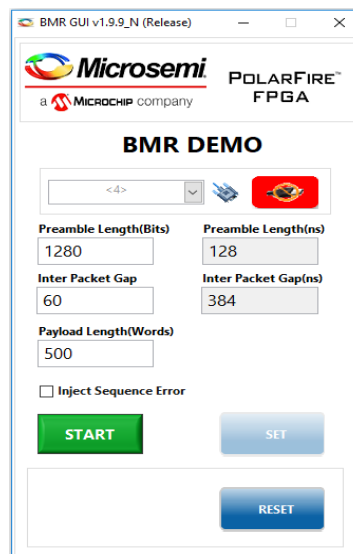 BMR GUI v1.9.9_N (Release)
Microsemi.
a MICROCHIP company
POLARFIRE™
FPGA
BMR DEMO
<4>
Preamble Length(Bits) Preamble Length(ns)
1280 128
Inter Packet Gap Inter Packet Gap(ns)
60 384
Payload Length(Words)
500
Inject Sequence Error
START SET
RESET